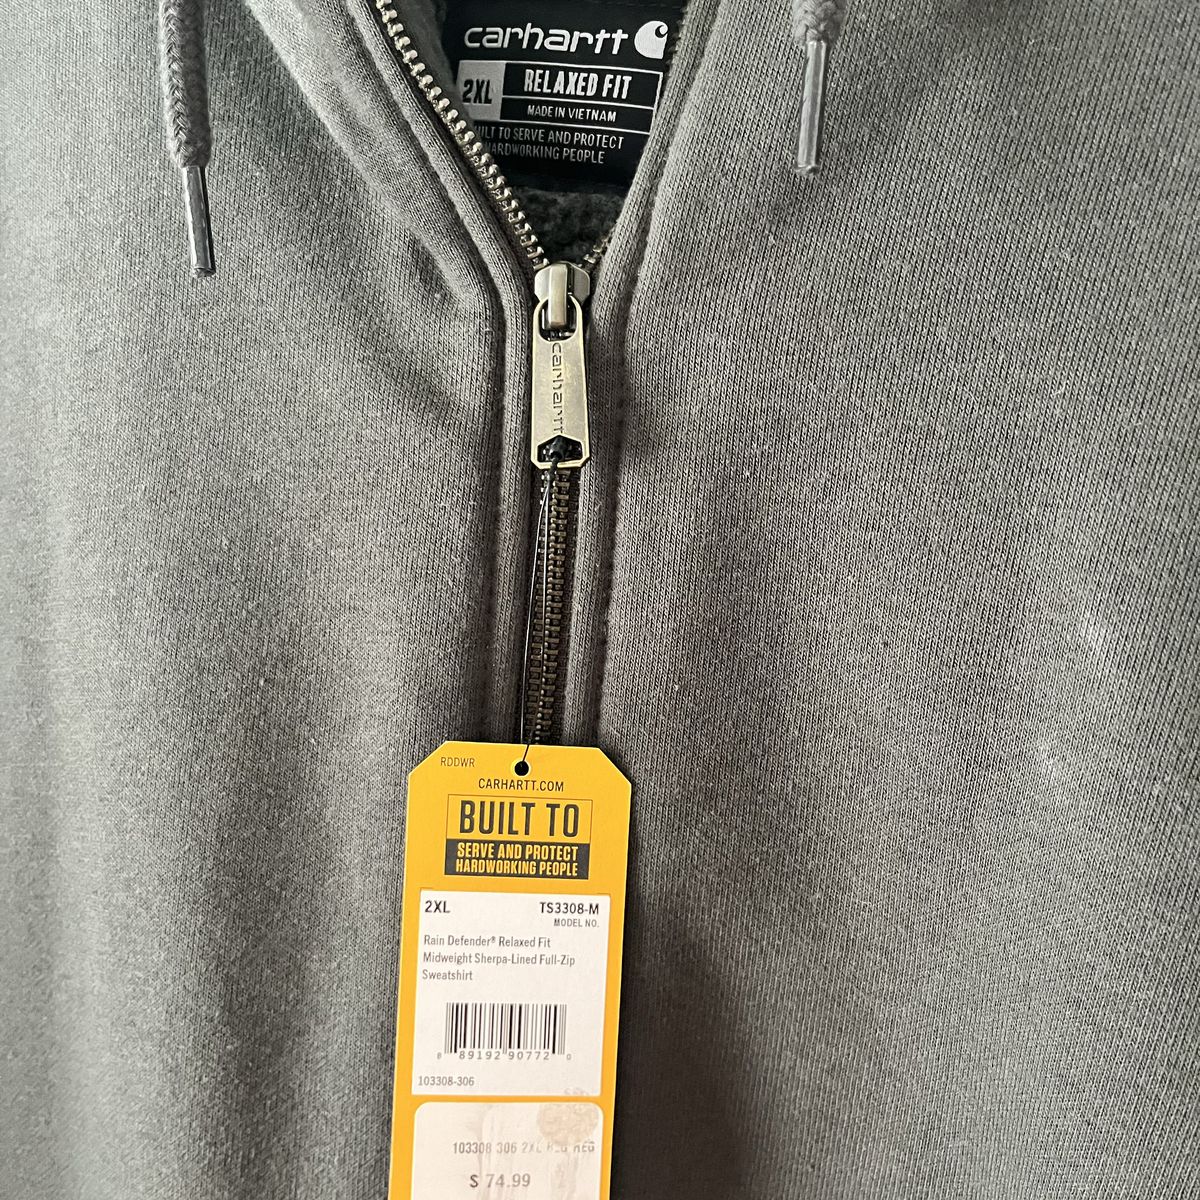 carhartt
2XL
RELAXED FIT
MADE IN VIETNAM
TO SERVE AND PROTECT
HARDWORKING PEOPLE
carhartt
RDDWR
CARHARTT.COM
BUILT TO
SERVE AND PROTECT
HARDWORKING PEOPLE
2XL TS3308-M
MODEL NO.
Rain Defender® Relaxed Fit
Midweight Sherpa-Lined Full-Zip
Sweatshirt
8 89192 90772 0
103308-306
103308 306 2XL REG
$ 74.99